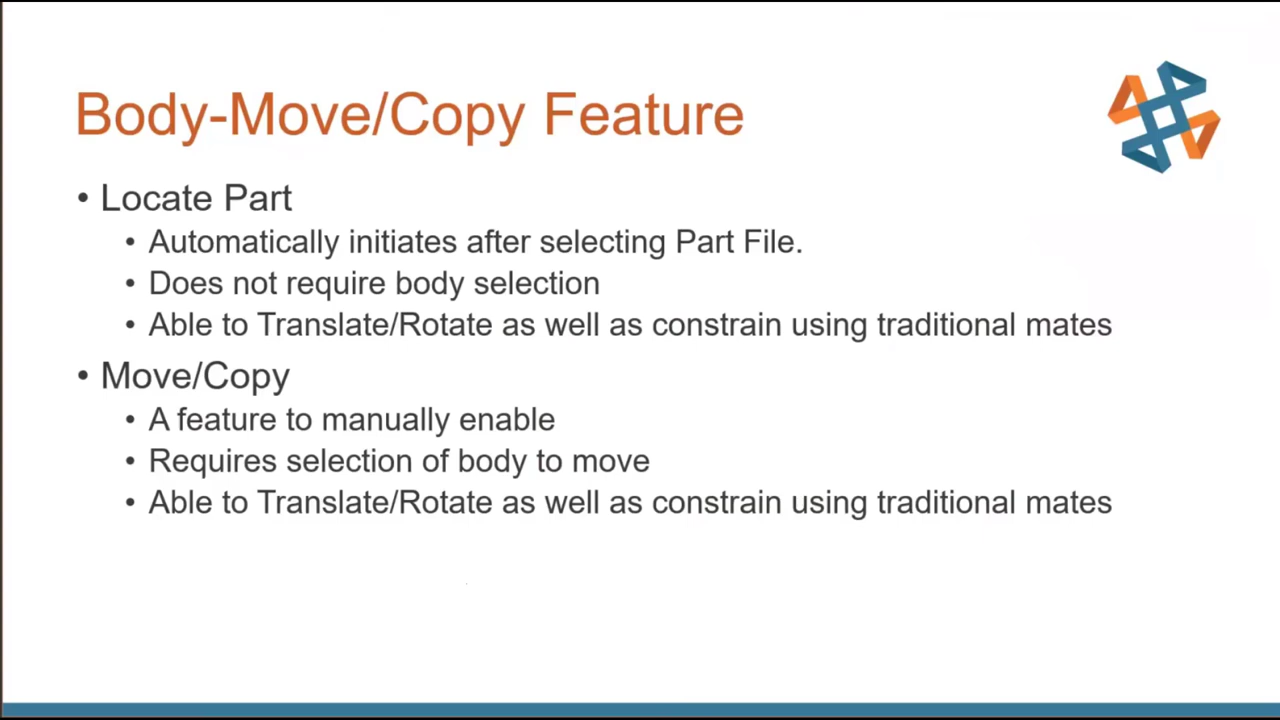 Body-Move/Copy Feature
• Locate Part
• Automatically initiates after selecting Part File.
• Does not require body selection
• Able to Translate/Rotate as well as constrain using traditional mates
• Move/Copy
• A feature to manually enable
• Requires selection of body to move
• Able to Translate/Rotate as well as constrain using traditional mates